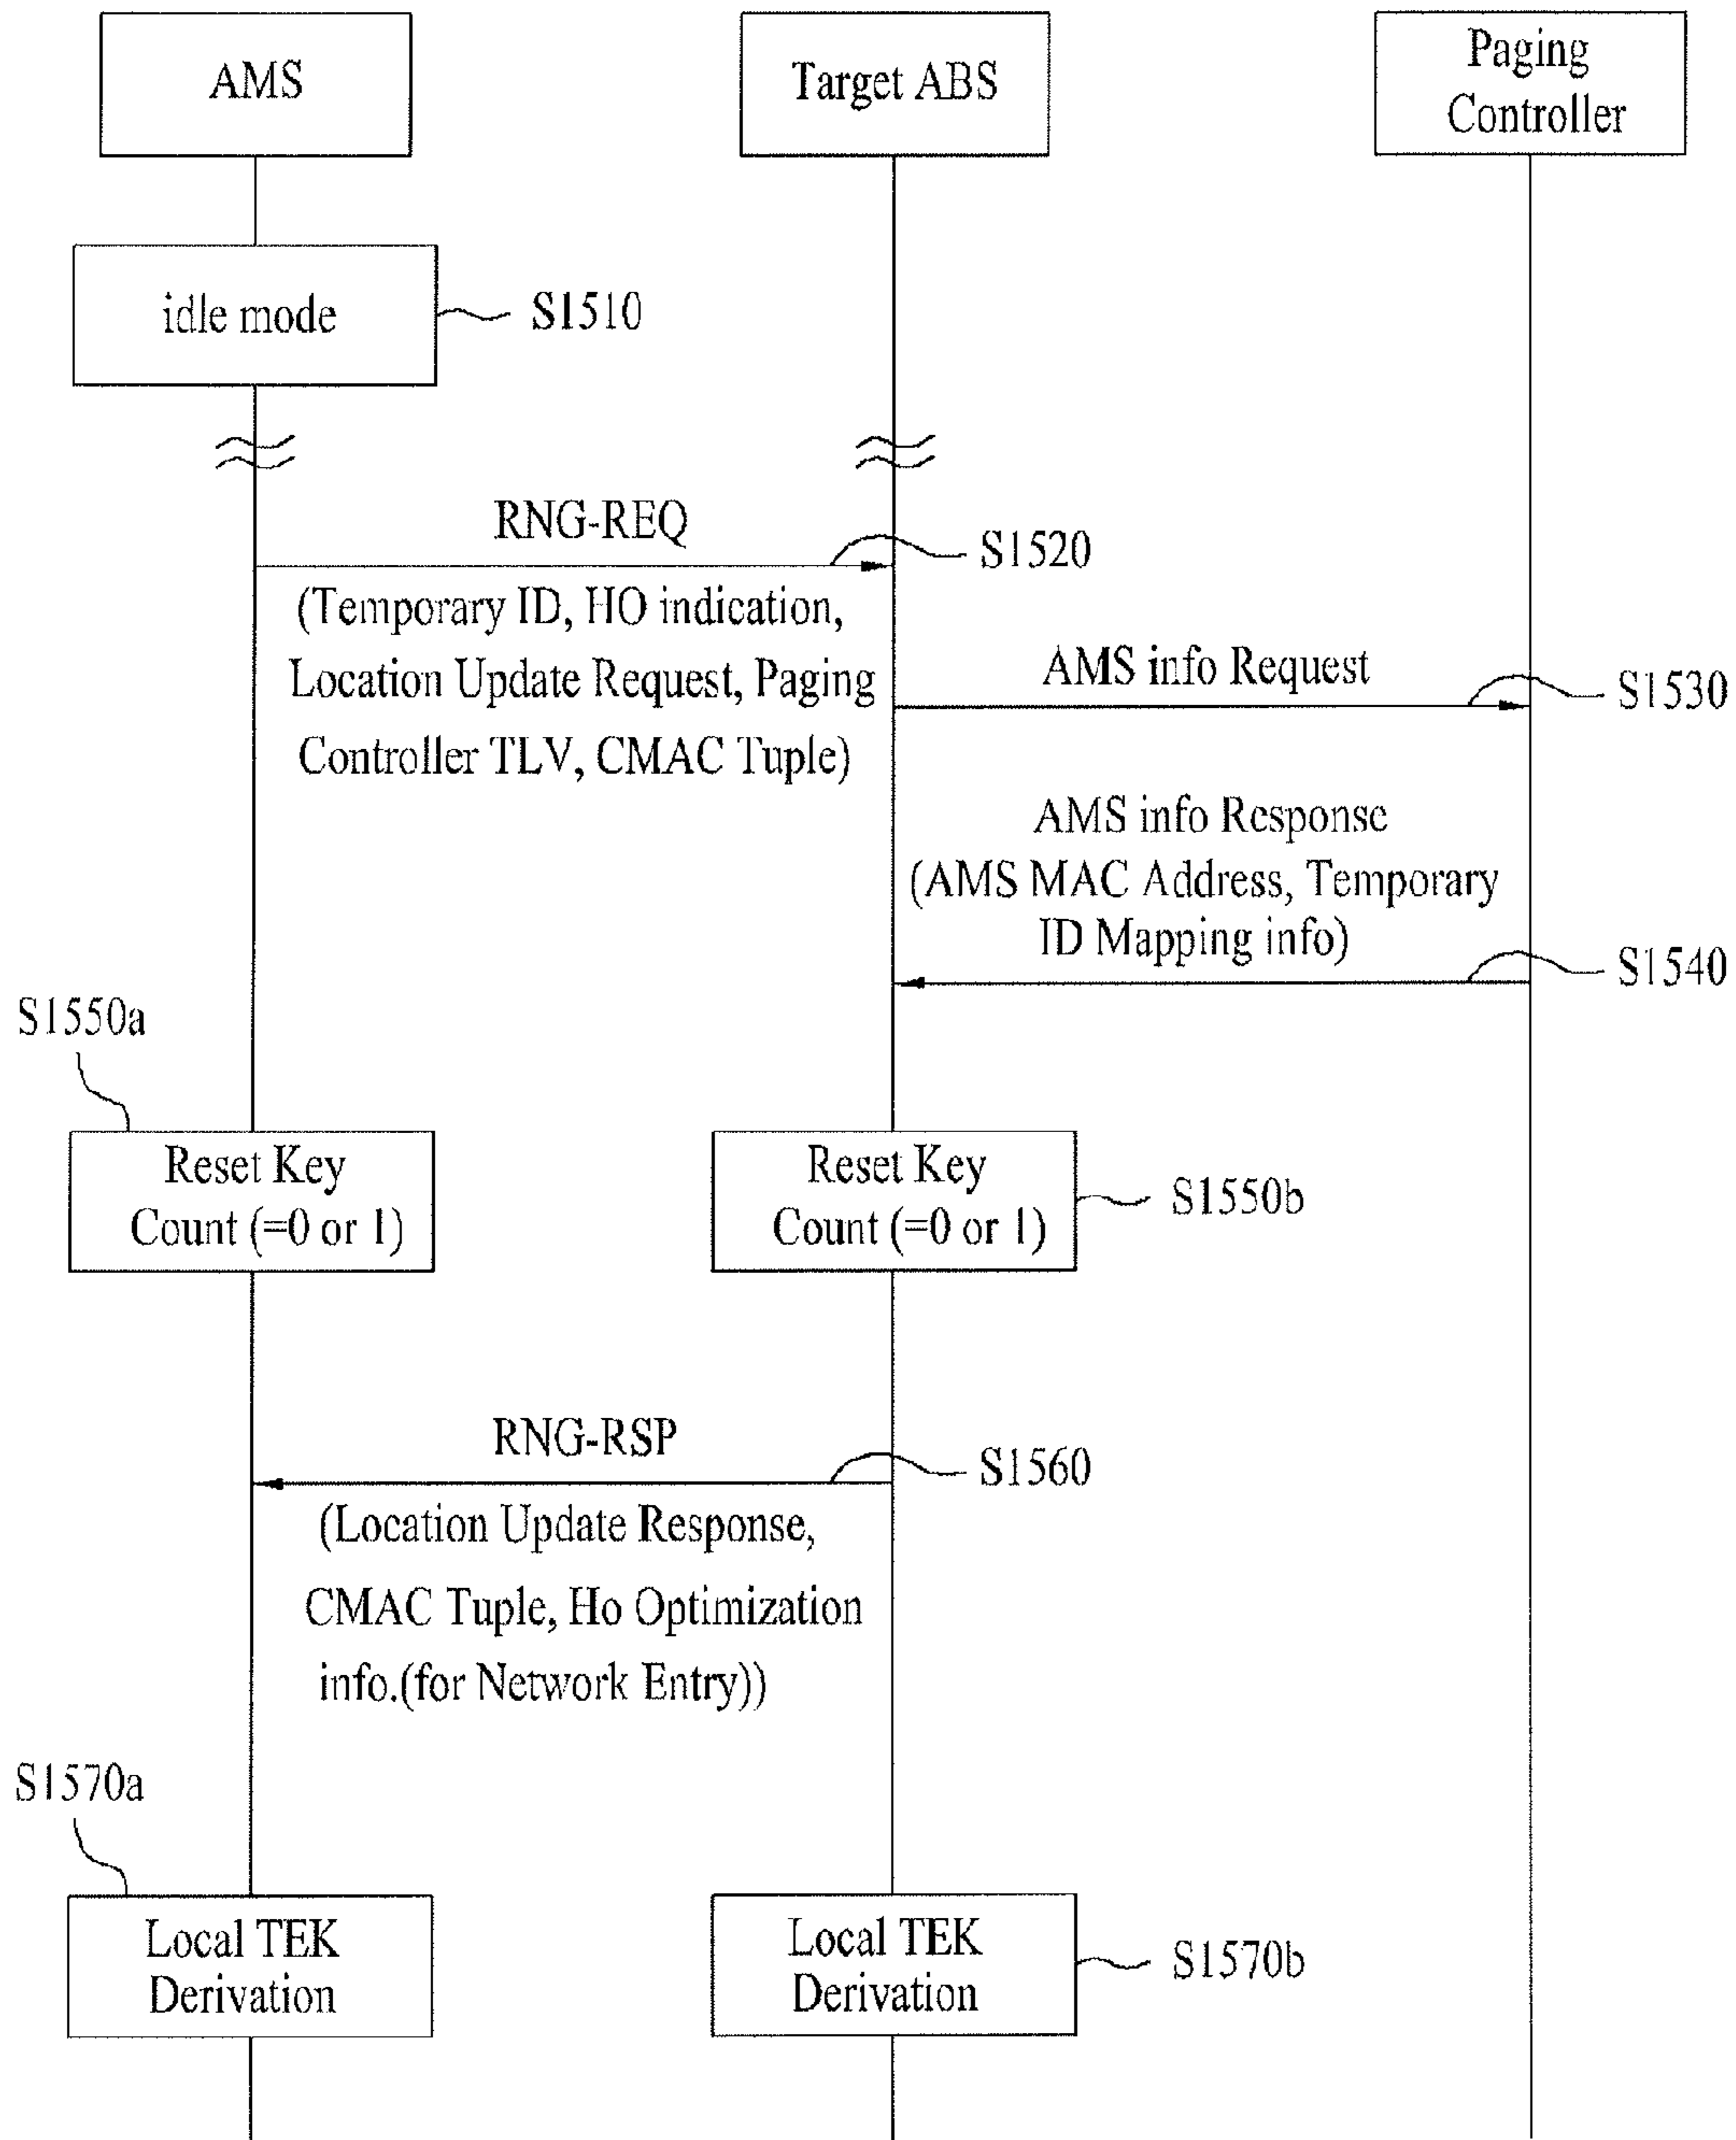 AMS
Target ABS
Paging
Controller
idle mode
S1510
RNG-REQ
S1520
(Temporary ID, HO indication,
Location Update Request, Paging
Controller TLV, CMAC Tuple)
AMS info Request
S1530
AMS info Response
(AMS MAC Address, Temporary
ID Mapping info)
S1540
S1550a
Reset Key
Count (=0 or 1)
Reset Key
Count (=0 or 1)
S1550b
RNG-RSP
S1560
(Location Update Response,
CMAC Tuple, Ho Optimization
info.(for Network Entry))
S1570a
Local TEK
Derivation
Local TEK
Derivation
S1570b